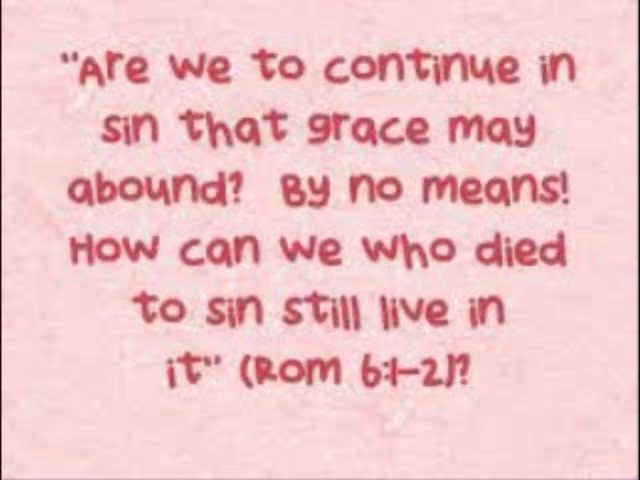 "Are we to continue in
sin that grace may
abound?  By no means!
How can we who died
to sin still live in
it" (Rom 6:1-2)?